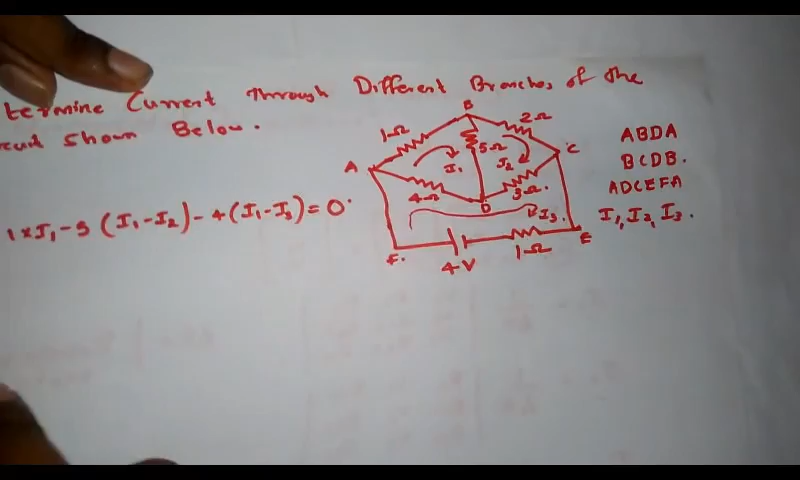 termine Current Through Different Branches of the
rcuit shown Below.
B
1Ω
2Ω
5Ω
A
C
I₁
I₂
4Ω
3Ω
D
I₃
F
4V
1Ω
E
ABDA
BCDB.
ADCEFA
I₁, I₂, I₃.
1×I₁-5 (I₁-I₂)-4(I₁-I₃)=0